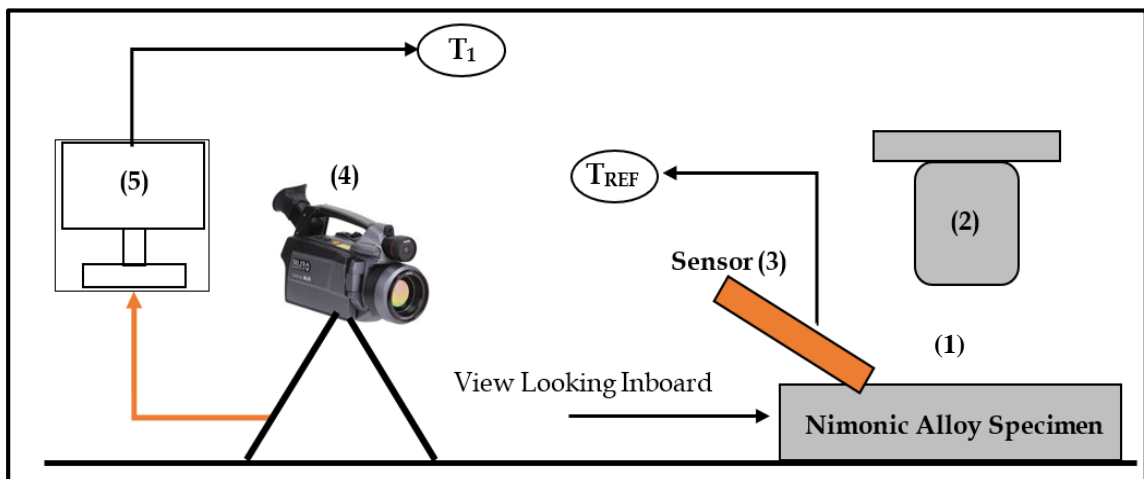 T1
TREF
(5)
(4)
(2)
Sensor (3)
(1)
View Looking Inboard
Nimonic Alloy Specimen